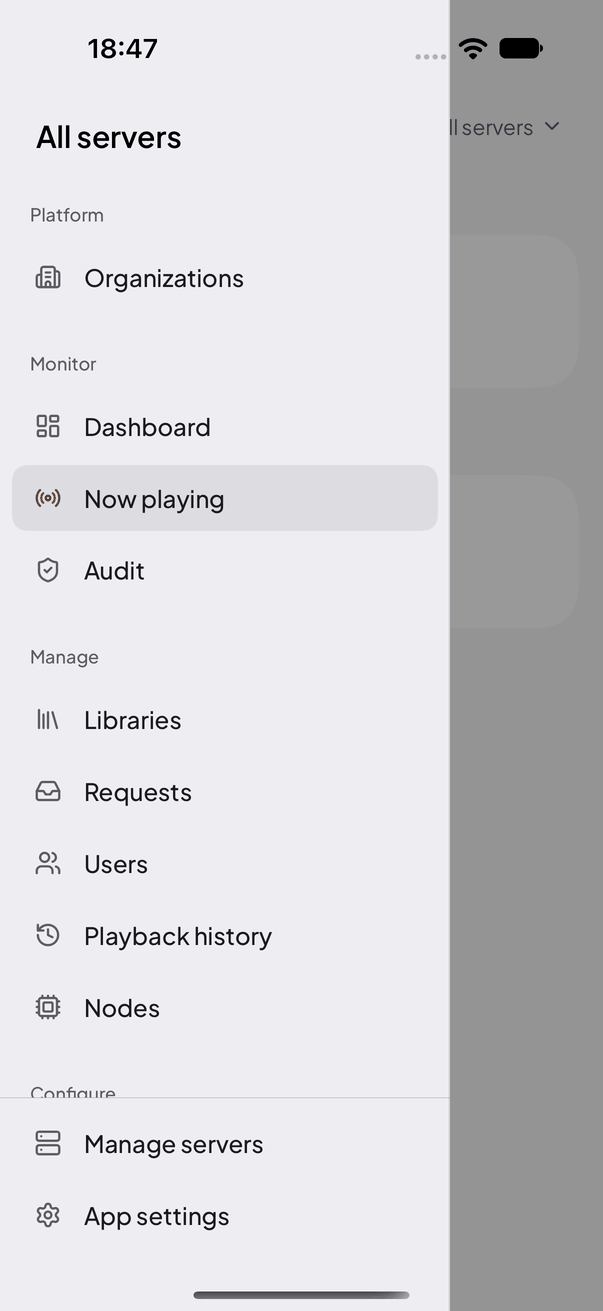 18:47
All servers
ll servers
Platform
Organizations
Monitor
Dashboard
Now playing
Audit
Manage
Libraries
Requests
Users
Playback history
Nodes
Configure
Manage servers
App settings